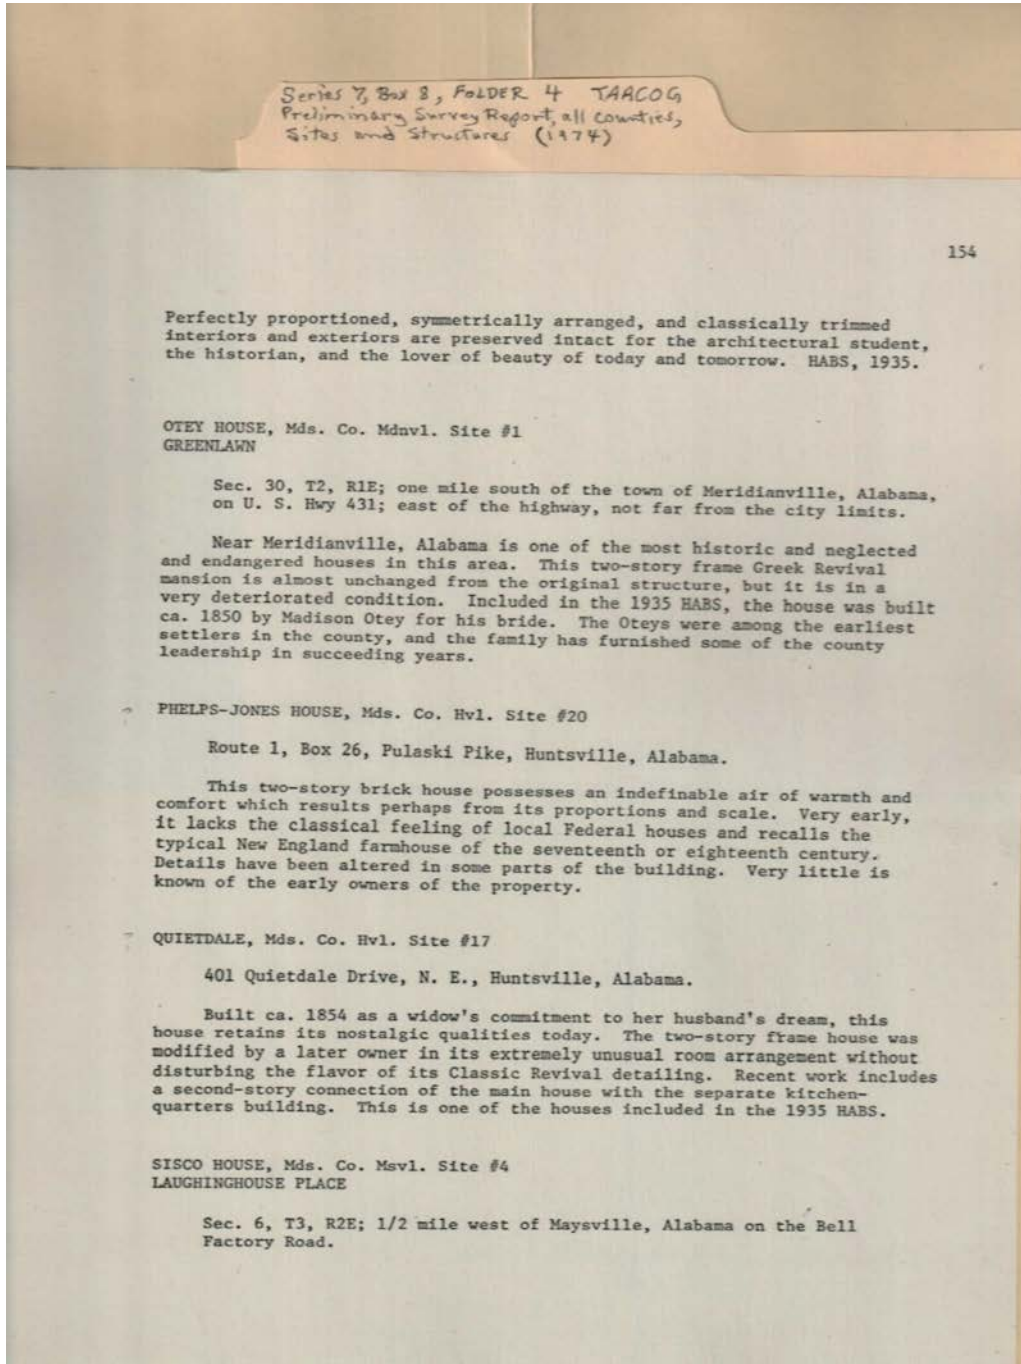 Series 7, Box 8, FOLDER 4 TARCOG
Preliminary Survey Report, all counties,
Sites and Structures (1974)
154
Perfectly proportioned, symmetrically arranged, and classically trimmed
interiors and exteriors are preserved intact for the architectural student,
the historian, and the lover of beauty of today and tomorrow. HABS, 1935.
OTEY HOUSE, Mds. Co. Mdnvl. Site #1
GREENLAWN
Sec. 30, T2, R1E; one mile south of the town of Meridianville, Alabama,
on U. S. Hwy 431; east of the highway, not far from the city limits.
Near Meridianville, Alabama is one of the most historic and neglected
and endangered houses in this area. This two-story frame Greek Revival
mansion is almost unchanged from the original structure, but it is in a
very deteriorated condition. Included in the 1935 HABS, the house was built
ca. 1850 by Madison Otey for his bride. The Oteys were among the earliest
settlers in the county, and the family has furnished some of the county
leadership in succeeding years.
PHELPS-JONES HOUSE, Mds. Co. Hvl. Site #20
Route 1, Box 26, Pulaski Pike, Huntsville, Alabama.
This two-story brick house possesses an indefinable air of warmth and
comfort which results perhaps from its proportions and scale. Very early,
it lacks the classical feeling of local Federal houses and recalls the
typical New England farmhouse of the seventeenth or eighteenth century.
Details have been altered in some parts of the building. Very little is
known of the early owners of the property.
QUIETDALE, Mds. Co. Hvl. Site #17
401 Quietdale Drive, N. E., Huntsville, Alabama.
Built ca. 1854 as a widow's commitment to her husband's dream, this
house retains its nostalgic qualities today. The two-story frame house was
modified by a later owner in its extremely unusual room arrangement without
disturbing the flavor of its Classic Revival detailing. Recent work includes
a second-story connection of the main house with the separate kitchen-
quarters building. This is one of the houses included in the 1935 HABS.
SISCO HOUSE, Mds. Co. Msvl. Site #4
LAUGHINGHOUSE PLACE
Sec. 6, T3, R2E; 1/2 mile west of Maysville, Alabama on the Bell
Factory Road.